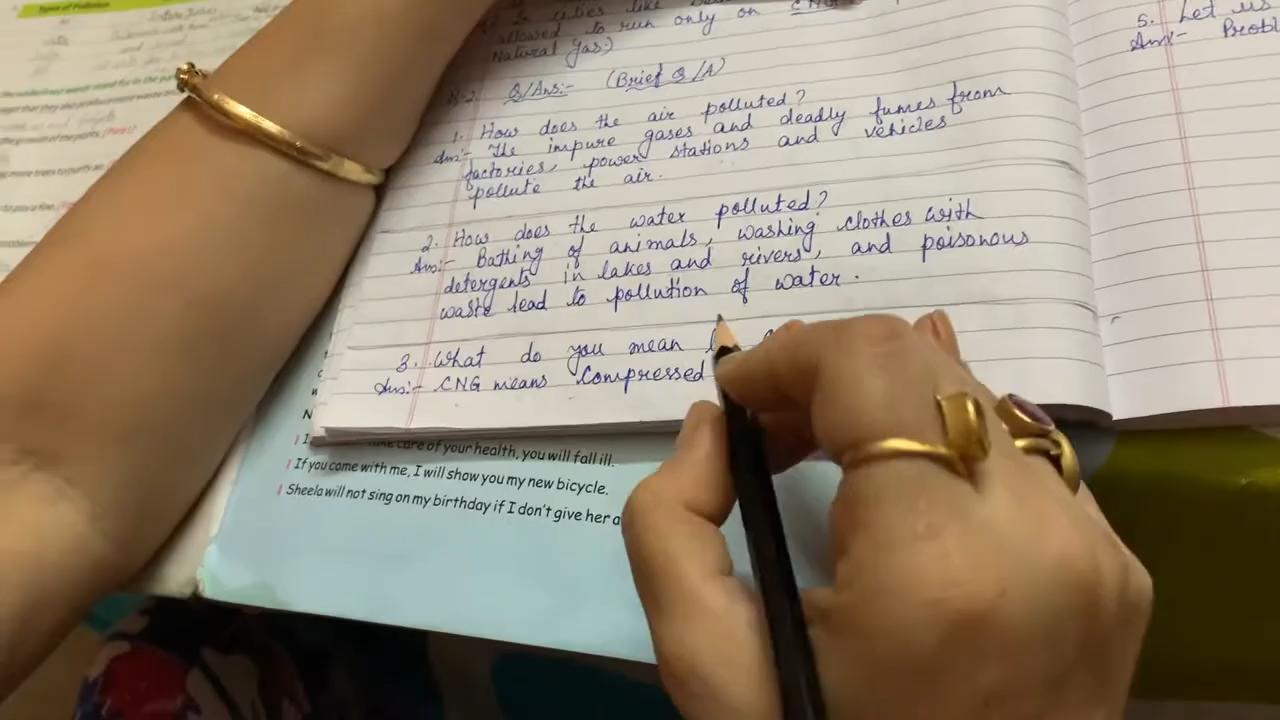 Types of Pollution
allowed to run only on CNG
Natural gas)
Q/Ans:- (Brief Q/A)
1. How does the air polluted?
Ans:- The impure gases and deadly fumes from
factories, power stations and vehicles
pollute the air.
2. How does the water polluted?
Ans:- Bathing of animals, washing clothes with
detergents in lakes and rivers, and poisonous
waste lead to pollution of water.
3. What do you mean
Ans:- CNG means Compressed
care of your health, you will fall ill.
If you come with me, I will show you my new bicycle.
Sheela will not sing on my birthday if I don't give her a
5. Let us
Ans:- Probl